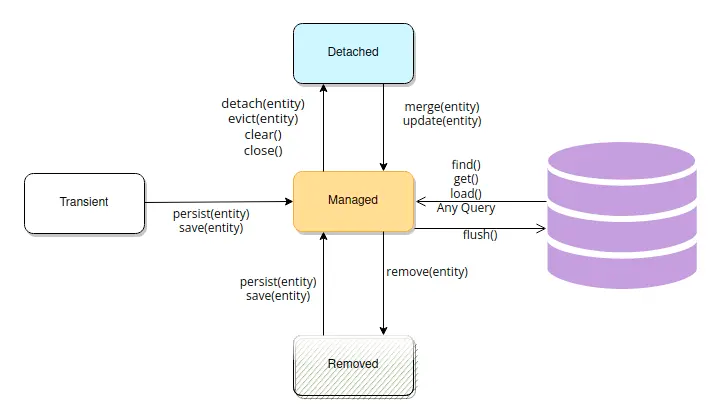 Detached
detach(entity)
evict(entity)
clear()
close()
merge(entity)
update(entity)
Transient
persist(entity)
save(entity)
Managed
find()
get()
load()
Any Query
flush()
persist(entity)
save(entity)
remove(entity)
Removed